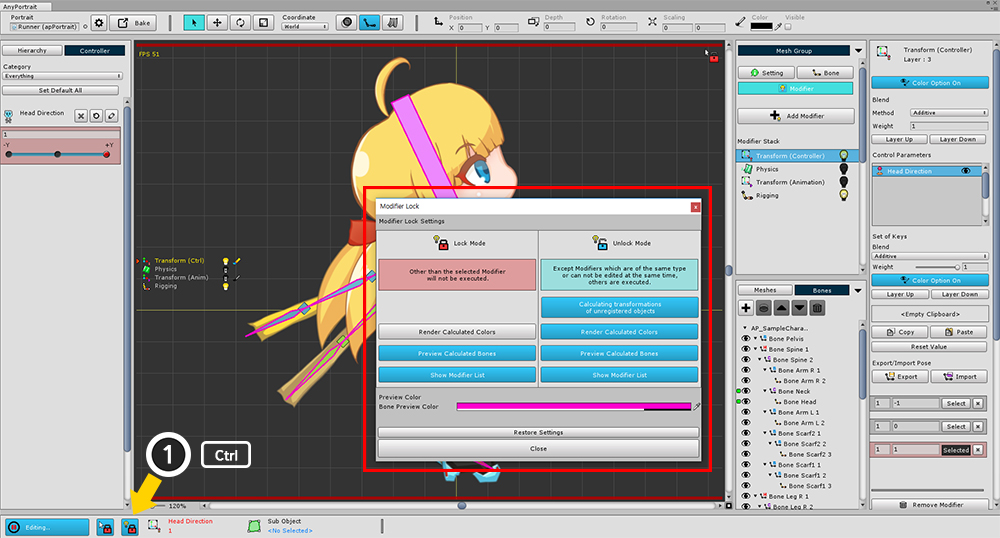 AnyPortrait
Portrait
Runner (apPortrait)
Bake
Coordinate
World
Position
X 0 Y 0
Depth
0
Rotation
0
Scaling
X 0 Y 0
Color
Visible
Hierarchy
Controller
Category
Everything
Set Default All
Head Direction
1
-Y
+Y
FPS 51
Transform (Ctrl)
Physics
Transform (Anim)
Rigging
Modifier Lock
Modifier Lock Settings
Lock Mode
Other than the selected Modifier
will not be executed.
Render Calculated Colors
Preview Calculated Bones
Show Modifier List
Unlock Mode
Except Modifiers which are of the same type
or can not be edited at the same time,
others are executed.
Calculating transformations
of unregistered objects
Render Calculated Colors
Preview Calculated Bones
Show Modifier List
Preview Color
Bone Preview Color
Restore Settings
Close
120%
1
Ctrl
Editing..
Head Direction
1
Sub Object
<No Selected>
Mesh Group
Setting
Bone
Modifier
Add Modifier
Modifier Stack
Transform (Controller)
Physics
Transform (Animation)
Rigging
Meshes
Bones
AP_SampleChara..
Bone Pelvis
Bone Spine 1
Bone Spine 2
Bone Arm R 1
Bone Arm R 2
Bone Neck
Bone Head
Bone Arm L 1
Bone Arm L 2
Bone Scarf2 1
Bone Scarf2 2
Bone Scarf2 3
Bone Scarf1 1
Bone Scarf1 2
Bone Scarf1 3
Bone Leg R 1
Bone Leg R 2
Transform (Controller)
Layer : 3
Color Option On
Blend
Method
Additive
Weight
1
Layer Up
Layer Down
Control Parameters
Head Direction
Set of Keys
Blend
Additive
Weight
1
Color Option On
Layer Up
Layer Down
<Empty Clipboard>
Copy
Paste
Reset Value
Export/Import Pose
Export
Import
1 -1 Select
1 0 Select
1 1 Selected
Remove Modifier